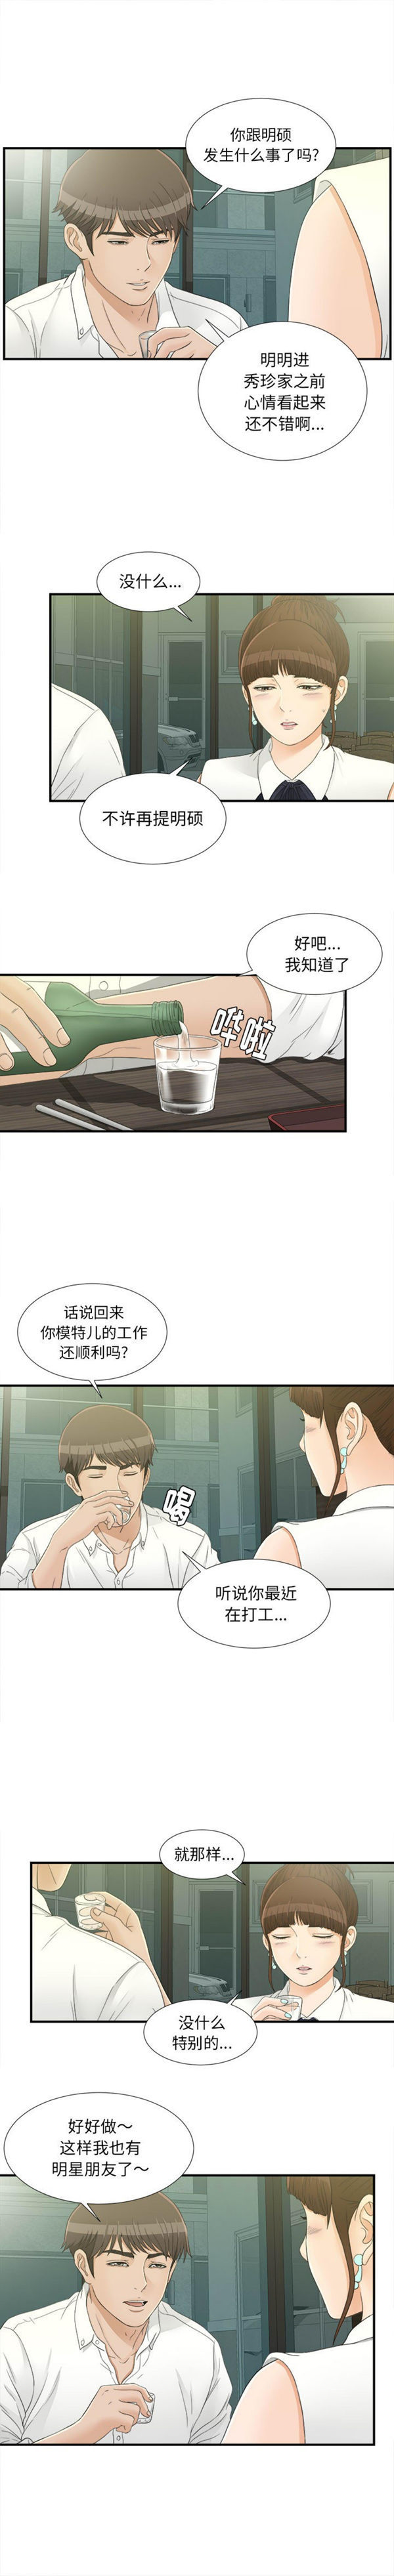 你跟明硕
发生什么事了吗?
明明进
秀珍家之前
心情看起来
还不错啊...
没什么...
不许再提明硕
好吧...
我知道了
哗啦
话说回来
你模特儿的工作
还顺利吗?
喝
听说你最近
在打工...
就那样...
没什么
特别的...
好好做～
这样我也有
明星朋友了～